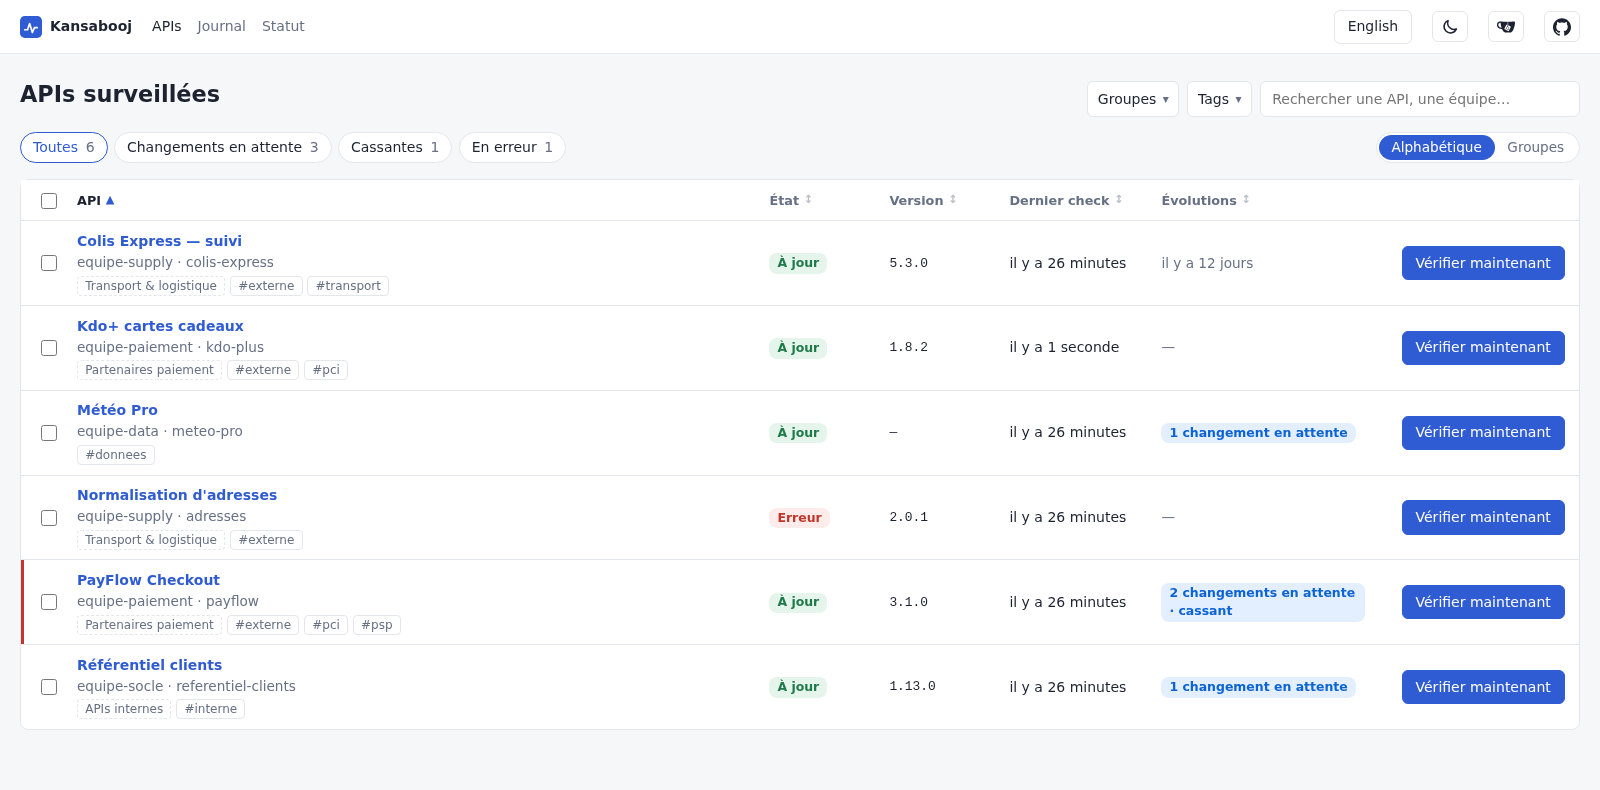 Kansabooj APIs Journal Statut English
APIs surveillées
Groupes ▾ Tags ▾ Rechercher une API, une équipe…
Toutes 6 Changements en attente 3 Cassantes 1 En erreur 1 Alphabétique Groupes
API ▲ État ↕ Version ↕ Dernier check ↕ Évolutions ↕
Colis Express — suivi
equipe-supply · colis-express
Transport & logistique #externe #transport
À jour 5.3.0 il y a 26 minutes il y a 12 jours Vérifier maintenant
Kdo+ cartes cadeaux
equipe-paiement · kdo-plus
Partenaires paiement #externe #pci
À jour 1.8.2 il y a 1 seconde — Vérifier maintenant
Météo Pro
equipe-data · meteo-pro
#donnees
À jour — il y a 26 minutes 1 changement en attente Vérifier maintenant
Normalisation d'adresses
equipe-supply · adresses
Transport & logistique #externe
Erreur 2.0.1 il y a 26 minutes — Vérifier maintenant
PayFlow Checkout
equipe-paiement · payflow
Partenaires paiement #externe #pci #psp
À jour 3.1.0 il y a 26 minutes 2 changements en attente
· cassant
Vérifier maintenant
Référentiel clients
equipe-socle · referentiel-clients
APIs internes #interne
À jour 1.13.0 il y a 26 minutes 1 changement en attente Vérifier maintenant